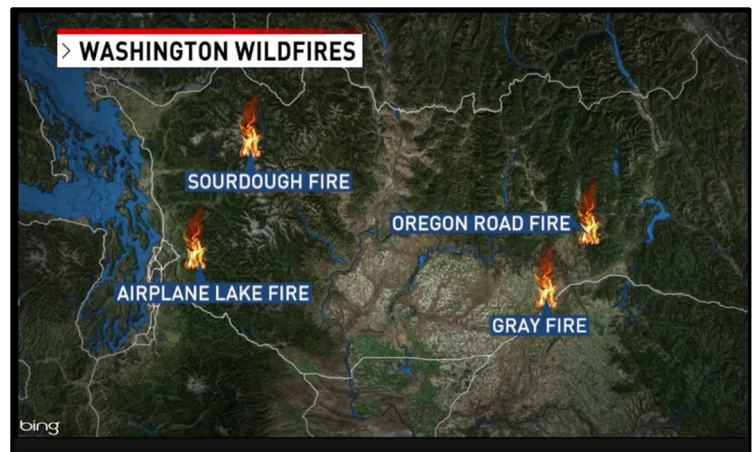 > WASHINGTON WILDFIRES
SOURDOUGH FIRE
OREGON ROAD FIRE
AIRPLANE LAKE FIRE
GRAY FIRE
bing